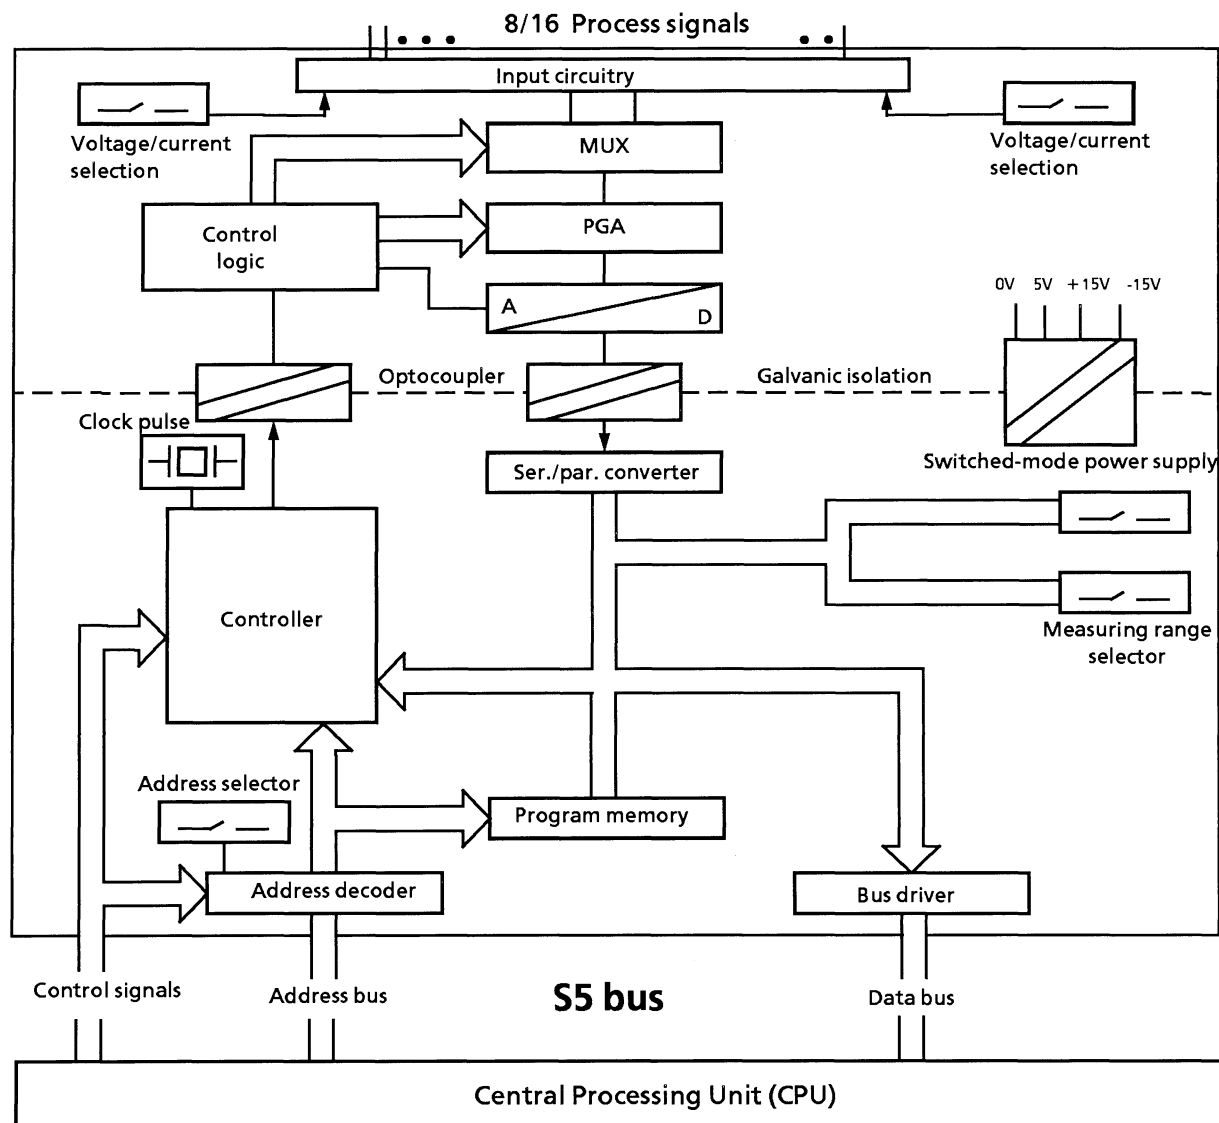 8/16 Process signals
Input circuitry
Voltage/current
selection
Voltage/current
selection
MUX
Control
logic
PGA
A
D
0V 5V +15V -15V
Optocoupler
Galvanic isolation
Clock pulse
Switched-mode power supply
Ser./par. converter
Controller
Measuring range
selector
Address selector
Program memory
Address decoder
Bus driver
Control signals
Address bus
S5 bus
Data bus
Central Processing Unit (CPU)